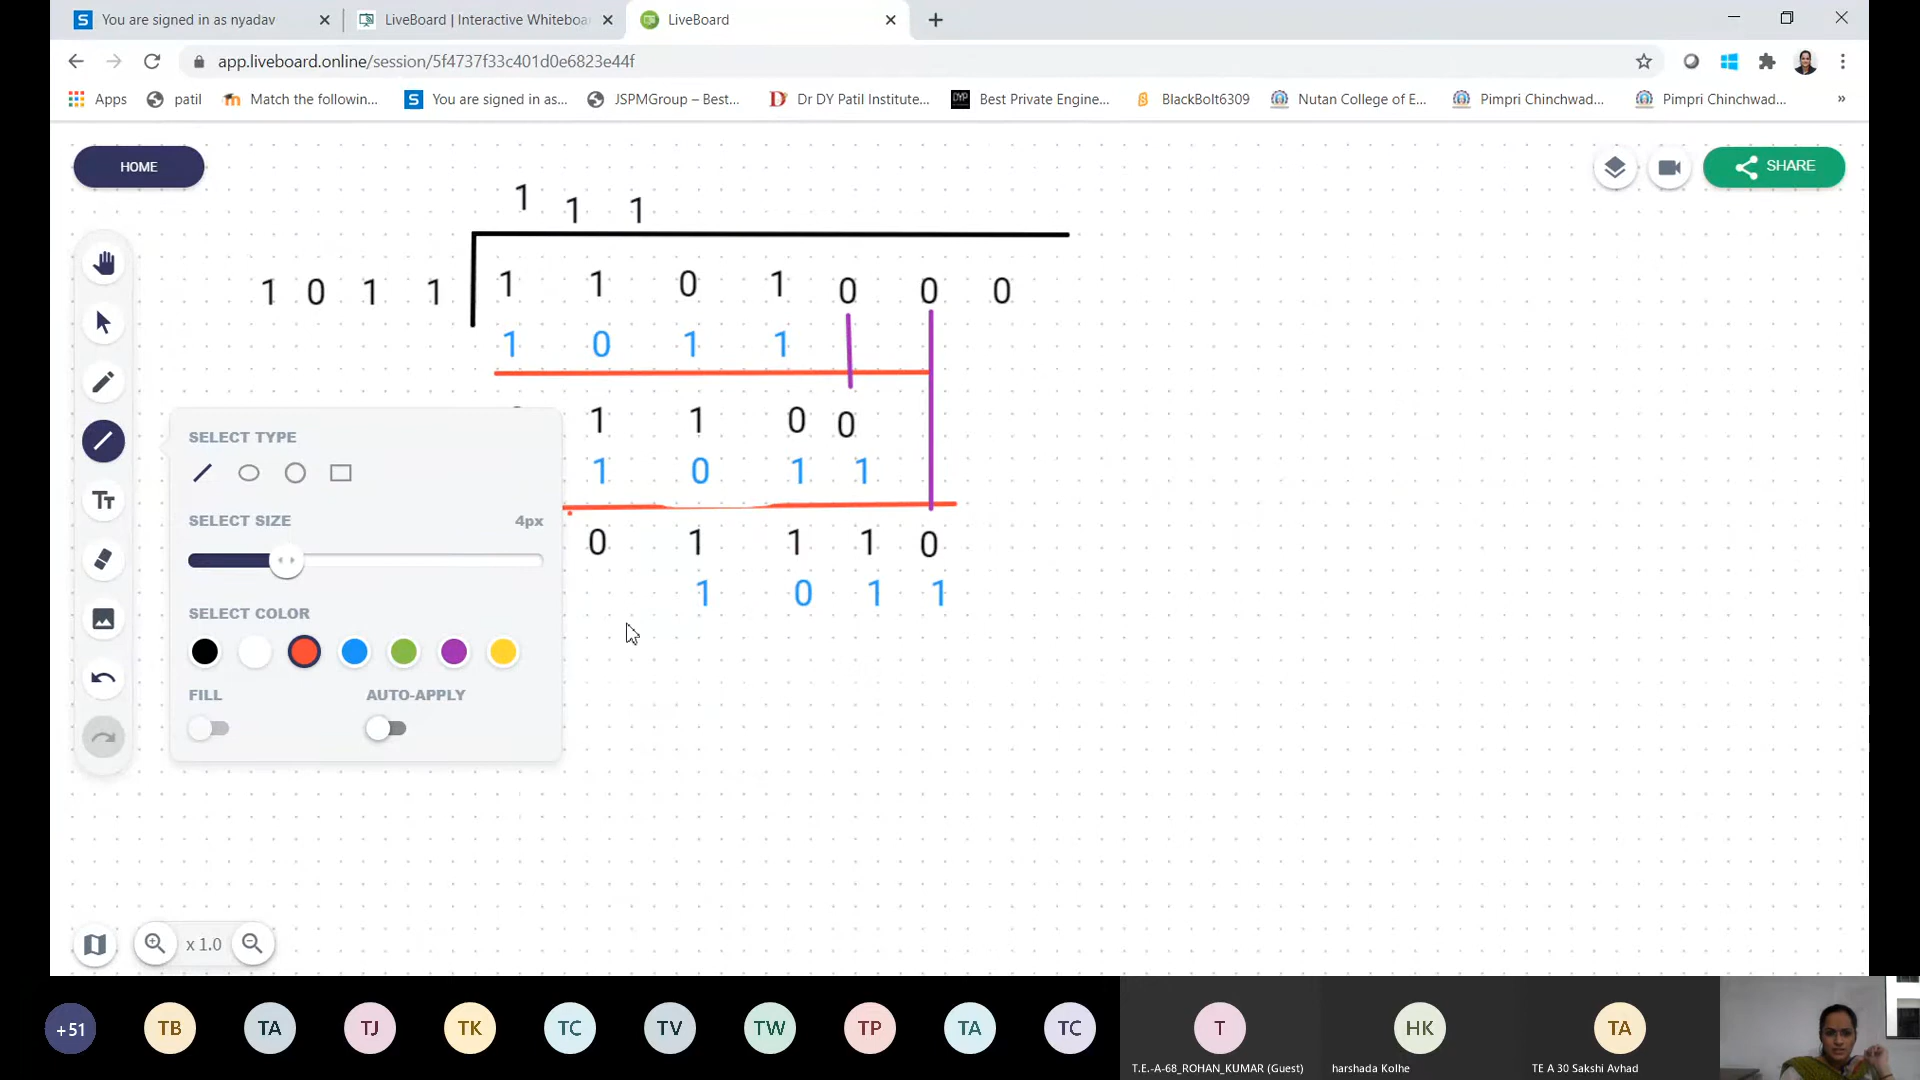 You are signed in as nyadav
LiveBoard | Interactive Whiteboa
LiveBoard
app.liveboard.online/session/5f4737f33c401d0e6823e44f
Apps patil Match the followin... You are signed in as... JSPMGroup – Best... Dr DY Patil Institute... Best Private Engine... BlackBolt6309 Nutan College of E... Pimpri Chinchwad... Pimpri Chinchwad... »
HOME
SHARE
1 1 1
1 0 1 1 1 1 0 1 0 0 0
1 0 1 1
1 1 0 0
1 0 1 1
0 1 1 1 0
1 0 1 1
SELECT TYPE
SELECT SIZE 4px
SELECT COLOR
FILL AUTO-APPLY
Tт
x 1.0
+51 TB TA TJ TK TC TV TW TP TA TC T HK TA
T.E.-A-68_ROHAN_KUMAR (Guest) harshada Kolhe TE A 30 Sakshi Avhad